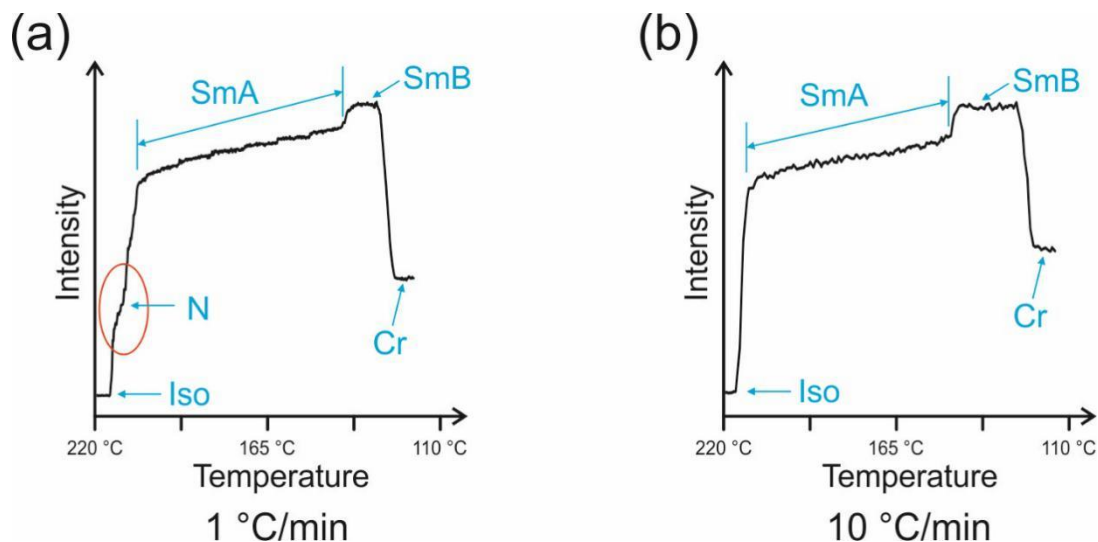 (a)
SmA
SmB
Intensity
N
Cr
Iso
220 °C
165 °C
110 °C
Temperature
1 °C/min
(b)
SmA
SmB
Intensity
Cr
Iso
220 °C
165 °C
110 °C
Temperature
10 °C/min